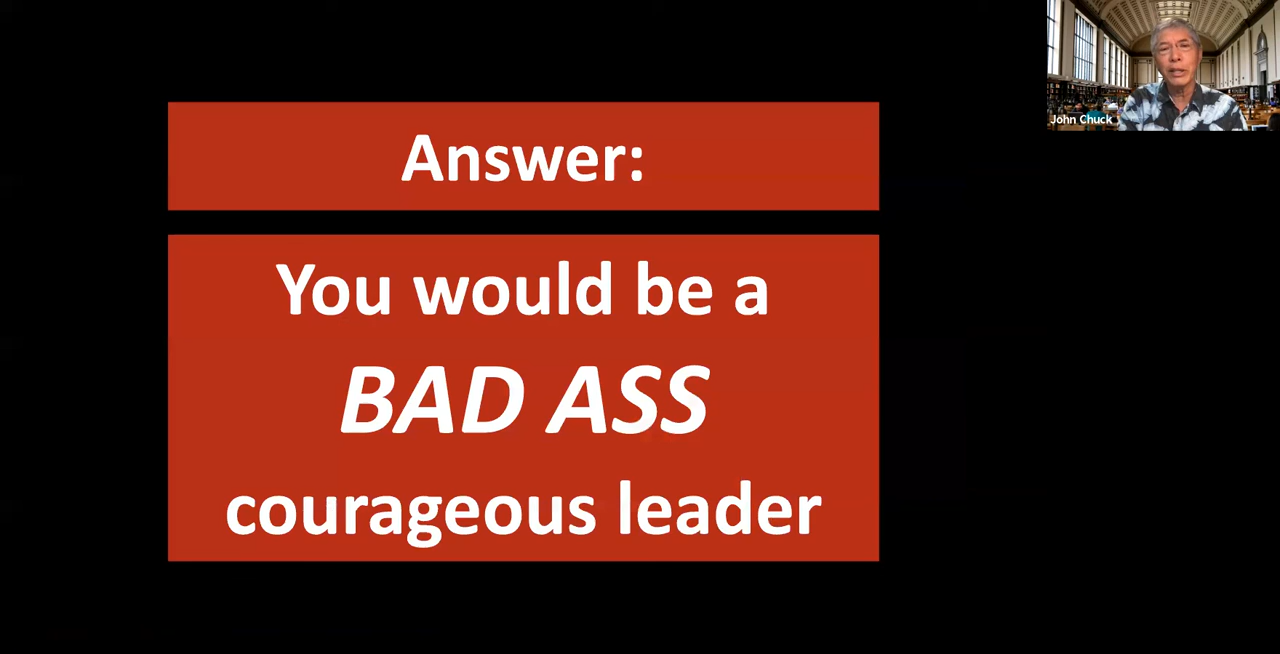 Answer:
You would be a
BAD ASS
courageous leader
John Chuck